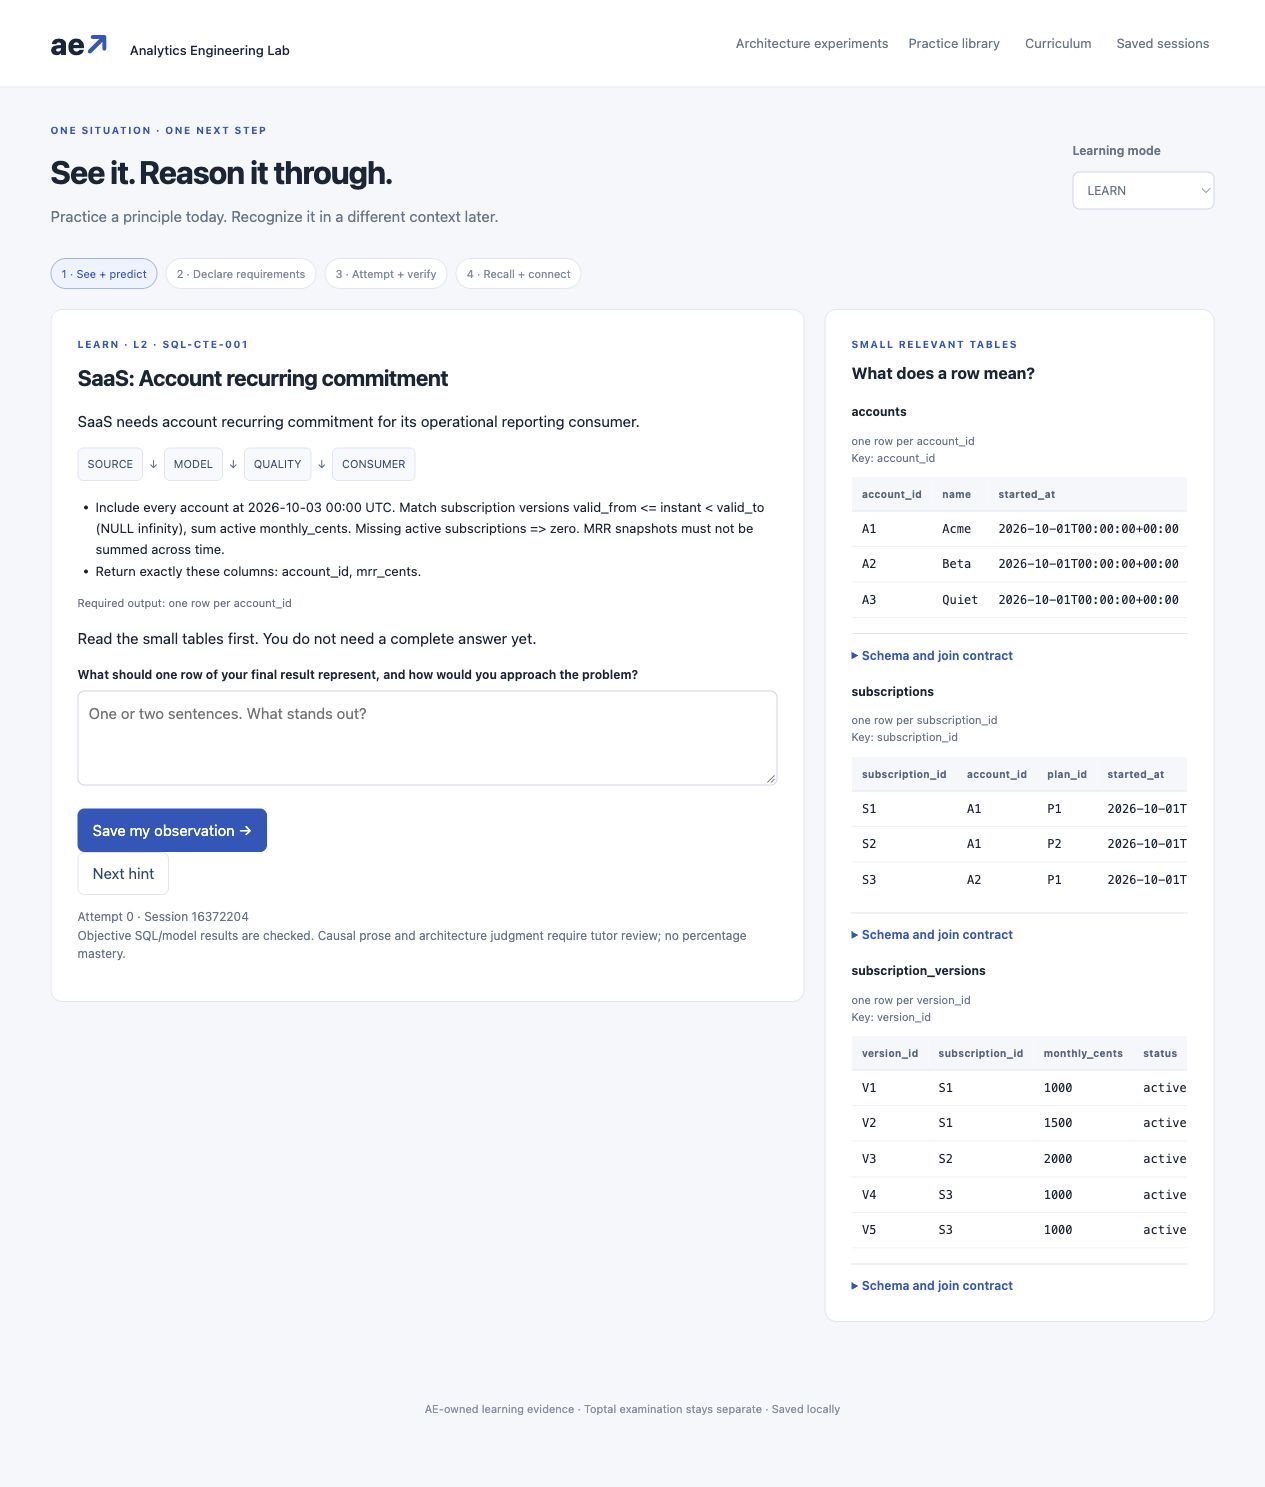 ae
Analytics Engineering Lab
Architecture experiments
Practice library
Curriculum
Saved sessions
ONE SITUATION · ONE NEXT STEP
See it. Reason it through.
Practice a principle today. Recognize it in a different context later.
Learning mode
LEARN
1 · See + predict
2 · Declare requirements
3 · Attempt + verify
4 · Recall + connect
LEARN · L2 · SQL-CTE-001
SaaS: Account recurring commitment
SaaS needs account recurring commitment for its operational reporting consumer.
SOURCE ↓ MODEL ↓ QUALITY ↓ CONSUMER
• Include every account at 2026-10-03 00:00 UTC. Match subscription versions valid_from <= instant < valid_to
(NULL infinity), sum active monthly_cents. Missing active subscriptions => zero. MRR snapshots must not be
summed across time.
• Return exactly these columns: account_id, mrr_cents.
Required output: one row per account_id
Read the small tables first. You do not need a complete answer yet.
What should one row of your final result represent, and how would you approach the problem?
One or two sentences. What stands out?
Save my observation →
Next hint
Attempt 0 · Session 16372204
Objective SQL/model results are checked. Causal prose and architecture judgment require tutor review; no percentage
mastery.
SMALL RELEVANT TABLES
What does a row mean?
accounts
one row per account_id
Key: account_id
account_id name started_at
A1 Acme 2026-10-01T00:00:00+00:00
A2 Beta 2026-10-01T00:00:00+00:00
A3 Quiet 2026-10-01T00:00:00+00:00
▸ Schema and join contract
subscriptions
one row per subscription_id
Key: subscription_id
subscription_id account_id plan_id started_at
S1 A1 P1 2026-10-01T
S2 A1 P2 2026-10-01T
S3 A2 P1 2026-10-01T
▸ Schema and join contract
subscription_versions
one row per version_id
Key: version_id
version_id subscription_id monthly_cents status
V1 S1 1000 active
V2 S1 1500 active
V3 S2 2000 active
V4 S3 1000 active
V5 S3 1000 active
▸ Schema and join contract
AE-owned learning evidence · Toptal examination stays separate · Saved locally